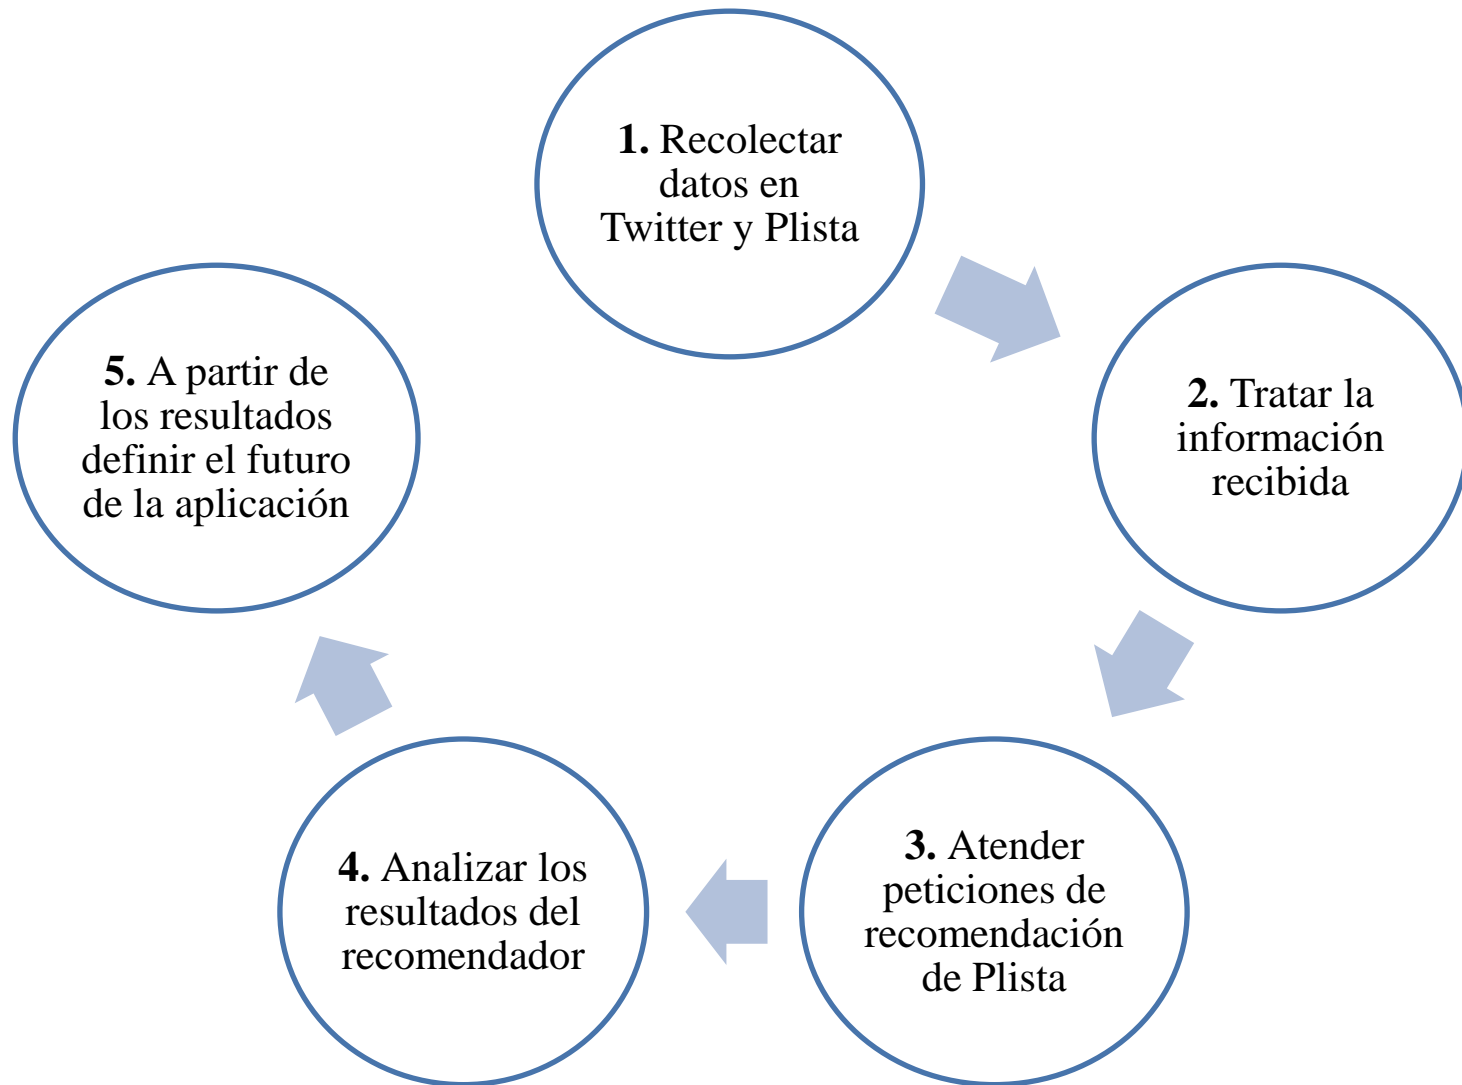 1. Recolectar
datos en
Twitter y Plista
2. Tratar la
información
recibida
3. Atender
peticiones de
recomendación
de Plista
4. Analizar los
resultados del
recomendador
5. A partir de
los resultados
definir el futuro
de la aplicación